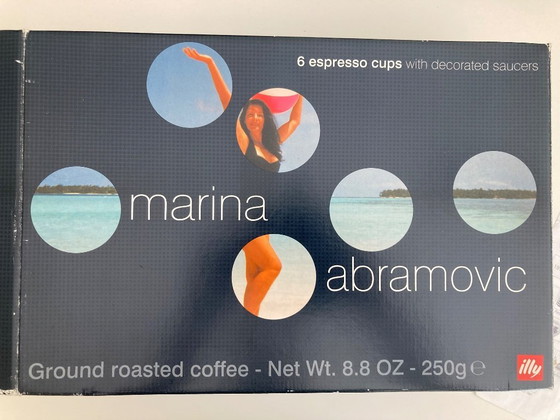 6 espresso cups with decorated saucers
marina
abramovic
Ground roasted coffee - Net Wt. 8.8 OZ - 250g ℮
illy